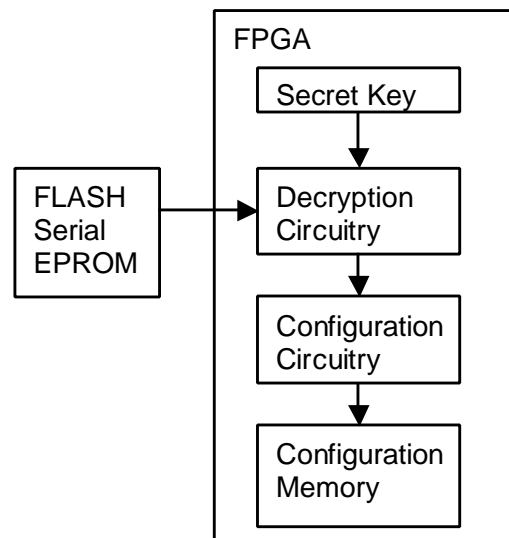 FPGA
Secret Key
FLASH
Serial
EPROM
Decryption
Circuitry
Configuration
Circuitry
Configuration
Memory